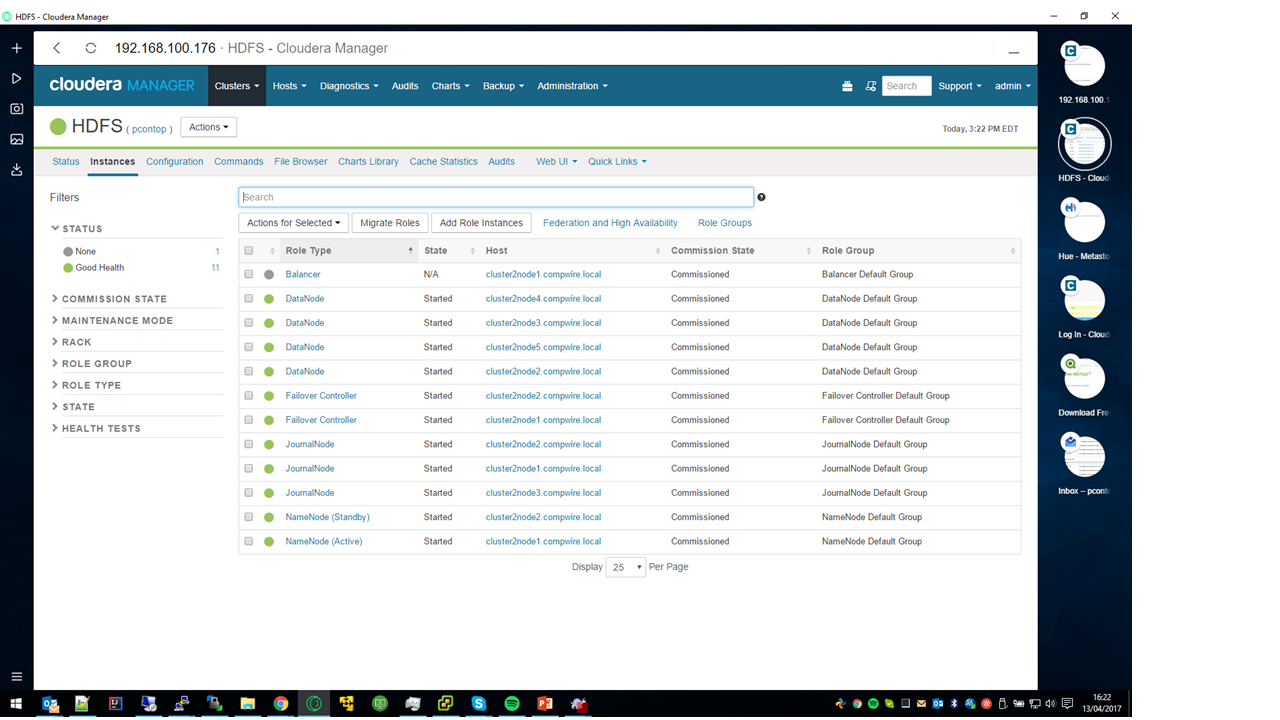 HDFS - Cloudera Manager
192.168.100.176 · HDFS - Cloudera Manager
cloudera MANAGER Clusters Hosts Diagnostics Audits Charts Backup Administration Search Support admin
HDFS ( pcontop ) Actions Today, 3:22 PM EDT
Status Instances Configuration Commands File Browser Charts Library Cache Statistics Audits Web UI Quick Links
Filters
STATUS
None 1
Good Health 11
COMMISSION STATE
MAINTENANCE MODE
RACK
ROLE GROUP
ROLE TYPE
STATE
HEALTH TESTS
Search
Actions for Selected Migrate Roles Add Role Instances Federation and High Availability Role Groups
Role Type State Host Commission State Role Group
Balancer N/A cluster2node1.compwire.local Commissioned Balancer Default Group
DataNode Started cluster2node4.compwire.local Commissioned DataNode Default Group
DataNode Started cluster2node3.compwire.local Commissioned DataNode Default Group
DataNode Started cluster2node5.compwire.local Commissioned DataNode Default Group
DataNode Started cluster2node2.compwire.local Commissioned DataNode Default Group
Failover Controller Started cluster2node2.compwire.local Commissioned Failover Controller Default Group
Failover Controller Started cluster2node1.compwire.local Commissioned Failover Controller Default Group
JournalNode Started cluster2node2.compwire.local Commissioned JournalNode Default Group
JournalNode Started cluster2node1.compwire.local Commissioned JournalNode Default Group
JournalNode Started cluster2node3.compwire.local Commissioned JournalNode Default Group
NameNode (Standby) Started cluster2node2.compwire.local Commissioned NameNode Default Group
NameNode (Active) Started cluster2node1.compwire.local Commissioned NameNode Default Group
Display 25 Per Page
192.168.100.1
HDFS - Cloud
Hue - Metasto
Log In - Cloud
Download Fre
Inbox – pconto
16:22
13/04/2017